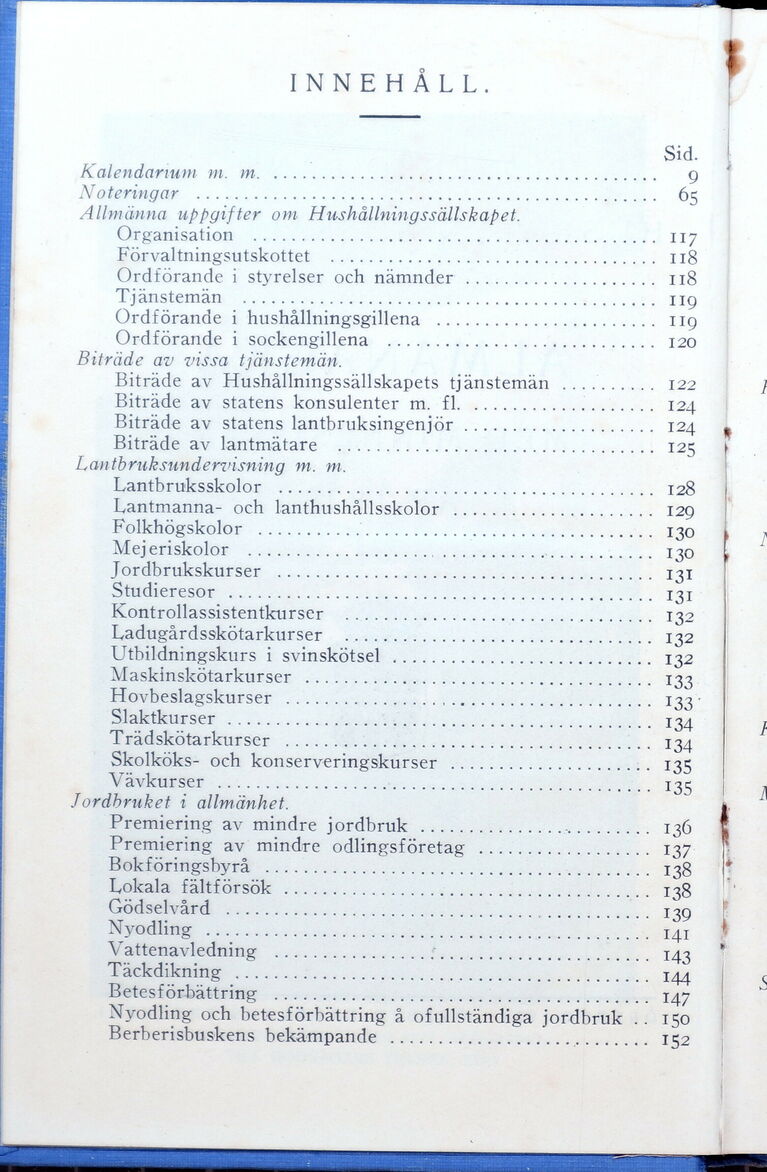 INNEHÅLL.
Sid.
Kalendarium m. m. .......... 9
Noteringar .......... 65
Allmänna uppgifter om Hushållningssällskapet.
Organisation .......... 117
Förvaltningsutskottet .......... 118
Ordförande i styrelser och nämnder .......... 118
Tjänstemän .......... 119
Ordförande i hushållningsgillena .......... 119
Ordförande i sockengillena .......... 120
Biträde av vissa tjänstemän.
Biträde av Hushållningssällskapets tjänstemän .......... 122
Biträde av statens konsulenter m. fl. .......... 124
Biträde av statens lantbruksingenjör .......... 124
Biträde av lantmätare .......... 125
Lantbruksundervisning m. m.
Lantbruksskolor .......... 128
Lantmanna- och lanthushållsskolor .......... 129
Folkhögskolor .......... 130
Mejeriskolor .......... 130
Jordbrukskurser .......... 131
Studieresor .......... 131
Kontrollassistentkurser .......... 132
Ladugårdsskötarkurser .......... 132
Utbildningskurs i svinskötsel .......... 132
Maskinskötarkurser .......... 133
Hovbeslagskurser .......... 133
Slaktkurser .......... 134
Trädskötarkurser .......... 134
Skolköks- och konserveringskurser .......... 135
Vävkurser .......... 135
Jordbruket i allmänhet.
Premiering av mindre jordbruk .......... 136
Premiering av mindre odlingsföretag .......... 137
Bokföringsbyrå .......... 138
Lokala fältförsök .......... 138
Gödselvård .......... 139
Nyodling .......... 141
Vattenavledning .......... 143
Täckdikning .......... 144
Betesförbättring .......... 147
Nyodling och betesförbättring å ofullständiga jordbruk .. 150
Berberisbuskens bekämpande .......... 152